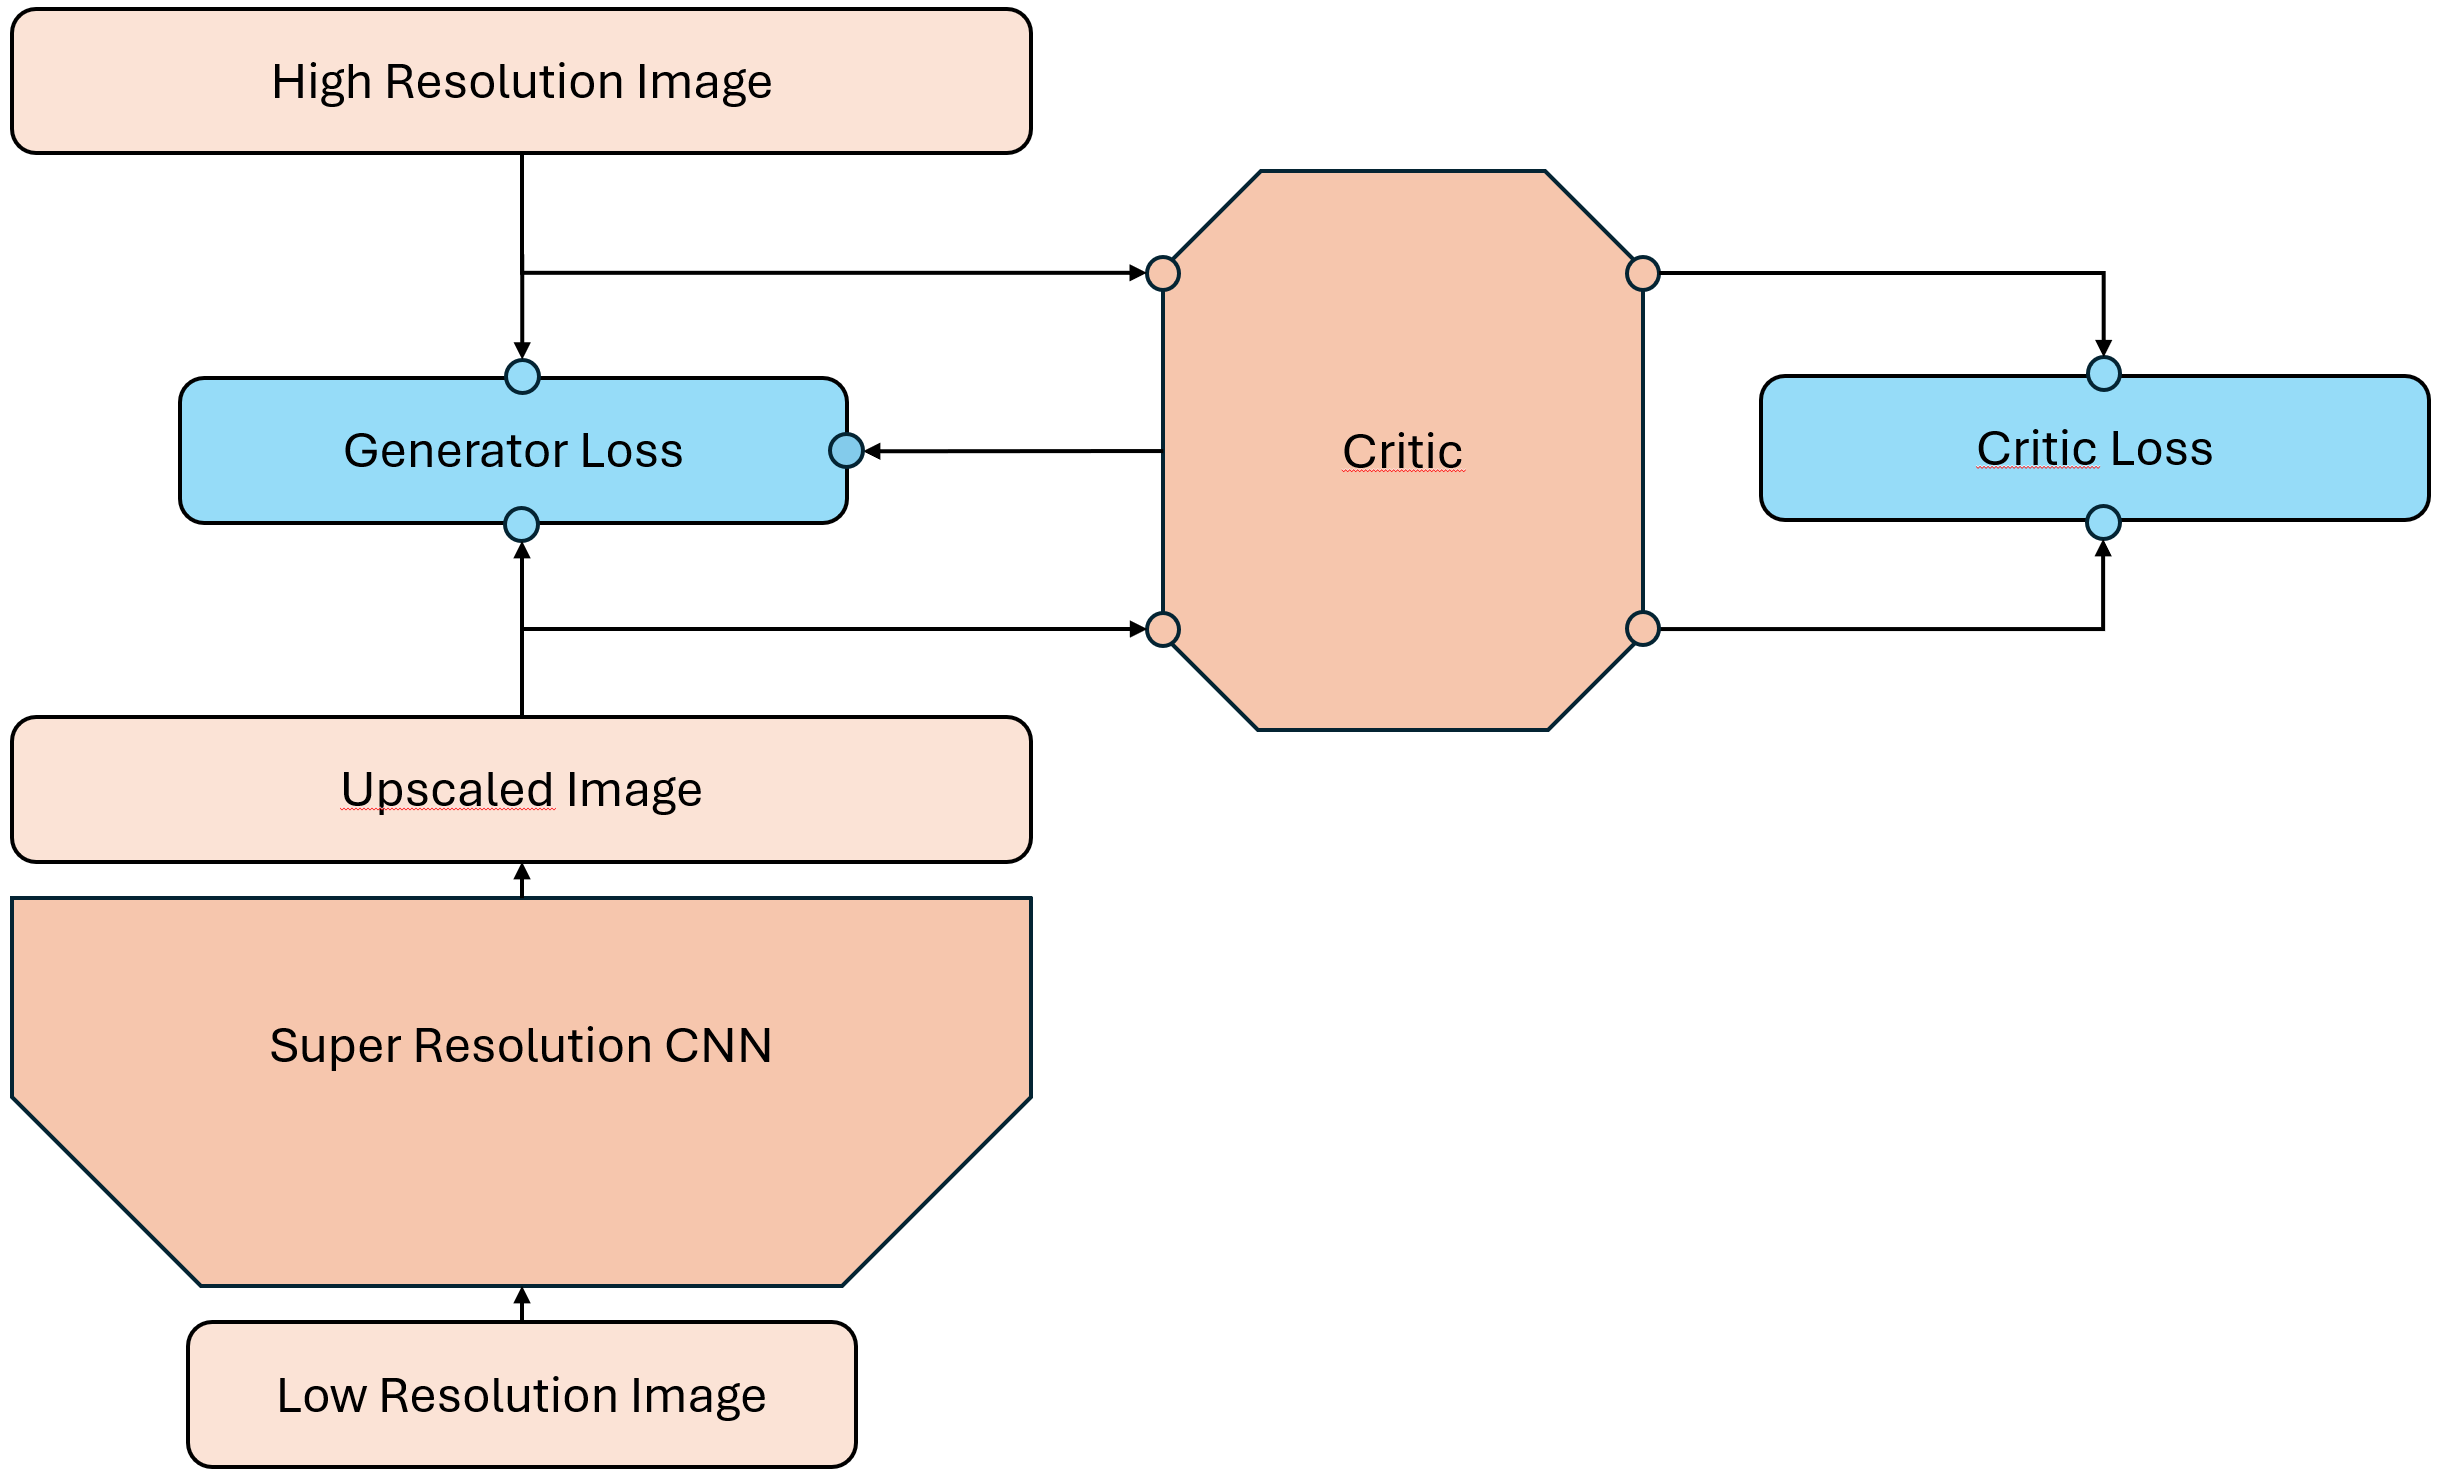 High Resolution Image
Generator Loss
Critic
Critic Loss
Upscaled Image
Super Resolution CNN
Low Resolution Image